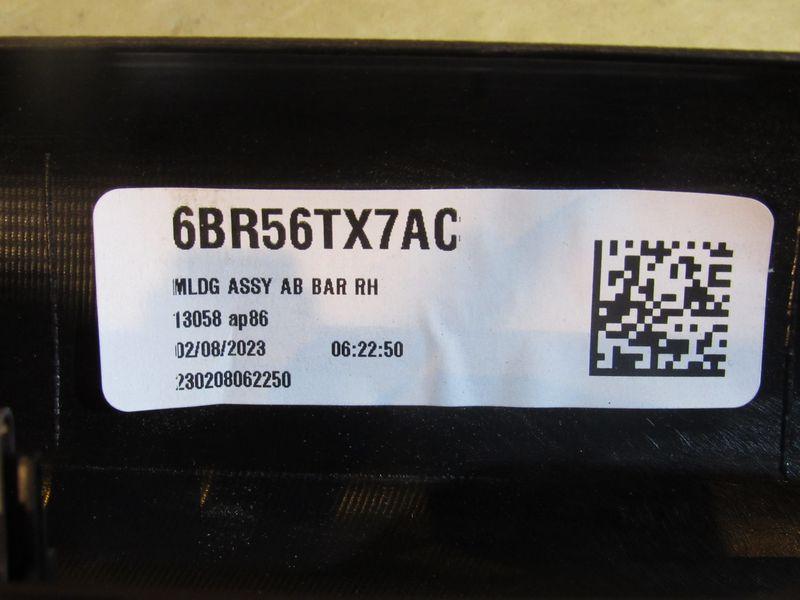 6BR56TX7AC
MLDG ASSY AB BAR RH
13058 ap86
02/08/2023 06:22:50
230208062250